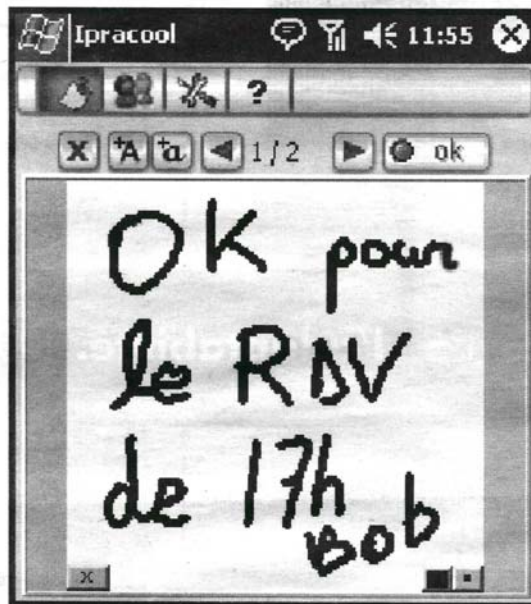 Ipracool 11:55
?
x +A +a 1/2 ok
OK pour
le RDV
de 17h
Bob
x